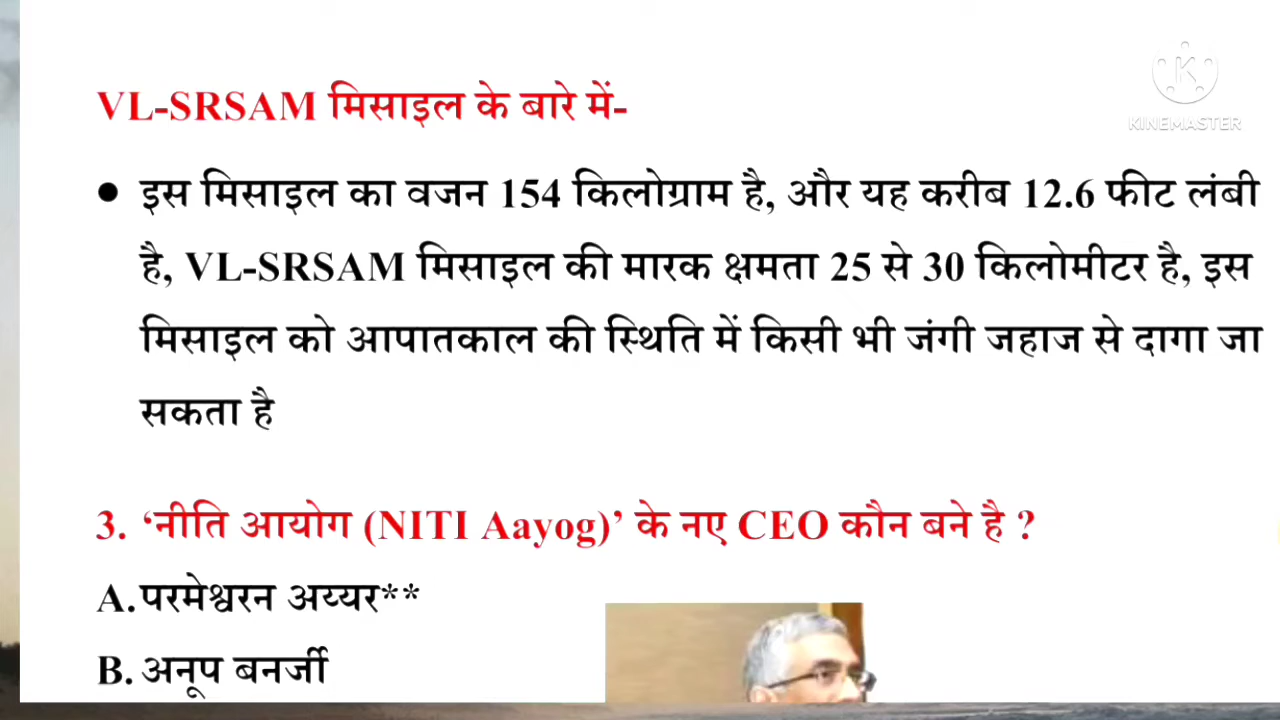 VL-SRSAM मिसाइल के बारे में-
K
KINEMASTER
● इस मिसाइल का वजन 154 किलोग्राम है, और यह करीब 12.6 फीट लंबी
है, VL-SRSAM मिसाइल की मारक क्षमता 25 से 30 किलोमीटर है, इस
मिसाइल को आपातकाल की स्थिति में किसी भी जंगी जहाज से दागा जा
सकता है
3. ‘नीति आयोग (NITI Aayog)’ के नए CEO कौन बने है ?
A. परमेश्वरन अय्यर**
B. अनूप बनर्जी